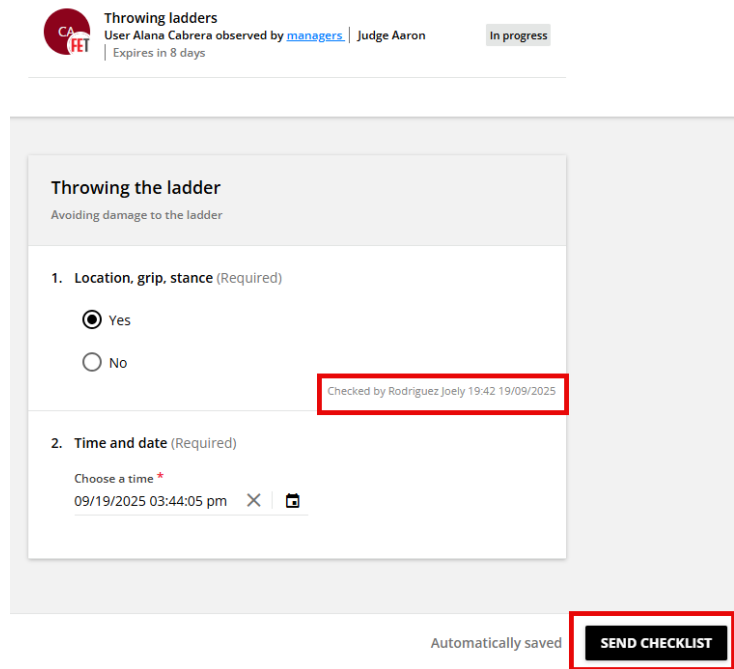 CA
FET
Throwing ladders
User Alana Cabrera observed by managers | Judge Aaron
| Expires in 8 days
In progress
Throwing the ladder
Avoiding damage to the ladder
1. Location, grip, stance (Required)
Yes
No
Checked by Rodriguez Joely 19:42 19/09/2025
2. Time and date (Required)
Choose a time *
09/19/2025 03:44:05 pm
Automatically saved
SEND CHECKLIST